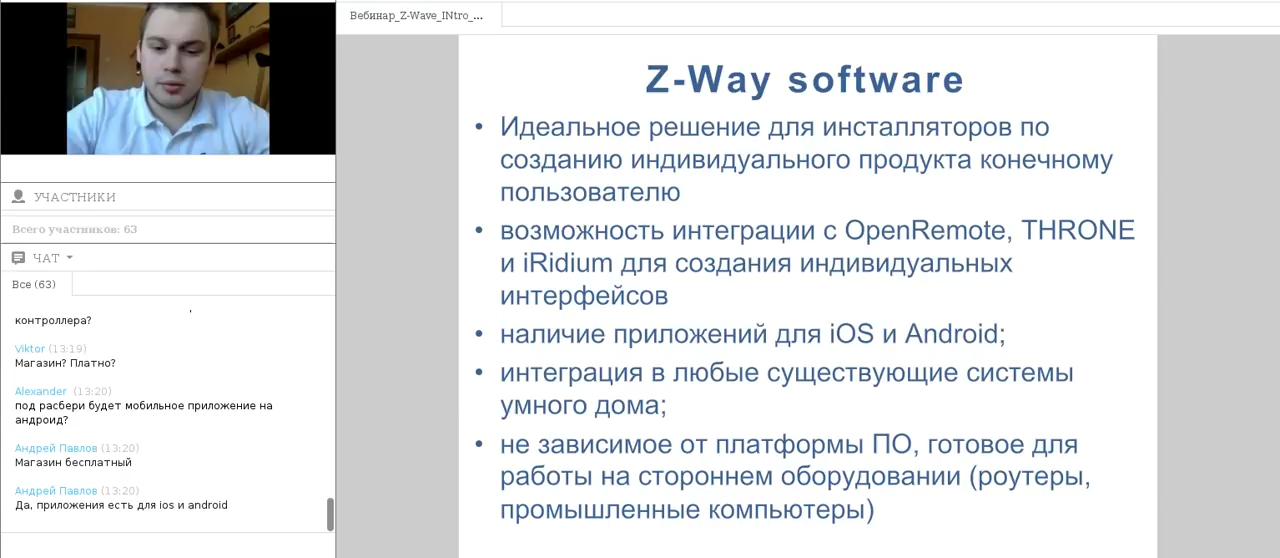 Вебинар_Z-Wave_INtro_...
УЧАСТНИКИ
Всего участников: 63
ЧАТ
Все (63)
контроллера?
Viktor (13:19)
Магазин? Платно?
Alexander (13:20)
под расбери будет мобильное приложение на
андроид?
Андрей Павлов (13:20)
Магазин бесплатный
Андрей Павлов (13:20)
Да, приложения есть для ios и android
Z-Way software
• Идеальное решение для инсталляторов по
созданию индивидуального продукта конечному
пользователю
• возможность интеграции с OpenRemote, THRONE
и iRidium для создания индивидуальных
интерфейсов
• наличие приложений для iOS и Android;
• интеграция в любые существующие системы
умного дома;
• не зависимое от платформы ПО, готовое для
работы на стороннем оборудовании (роутеры,
промышленные компьютеры)